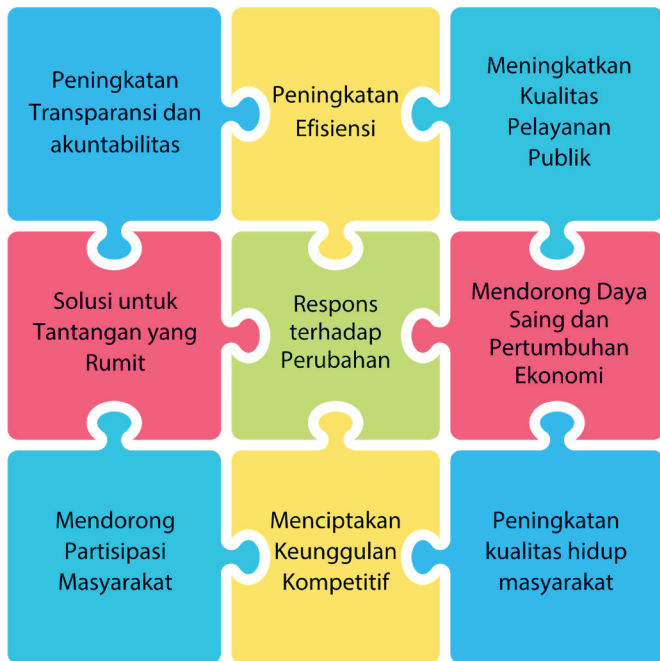 Peningkatan
Transparansi dan
akuntabilitas
Peningkatan
Efisiensi
Meningkatkan
Kualitas
Pelayanan
Publik
Solusi untuk
Tantangan yang
Rumit
Respons
terhadap
Perubahan
Mendorong Daya
Saing dan
Pertumbuhan
Ekonomi
Mendorong
Partisipasi
Masyarakat
Menciptakan
Keunggulan
Kompetitif
Peningkatan
kualitas hidup
masyarakat